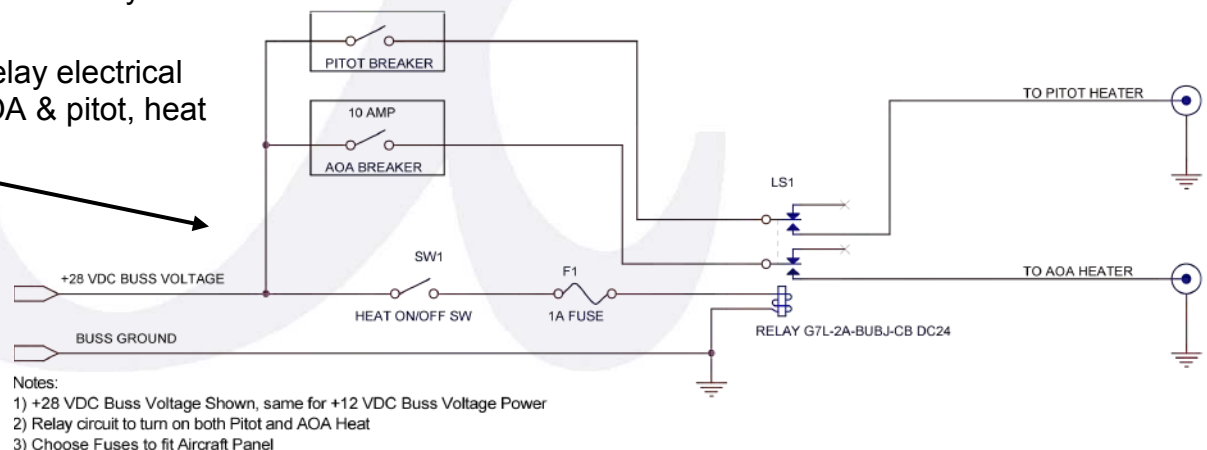 elay electrical
OA & pitot, heat
PITOT BREAKER
10 AMP
AOA BREAKER
TO PITOT HEATER
LS1
TO AOA HEATER
+28 VDC BUSS VOLTAGE
SW1
HEAT ON/OFF SW
F1
1A FUSE
RELAY G7L-2A-BUBJ-CB DC24
BUSS GROUND
Notes:
1) +28 VDC Buss Voltage Shown, same for +12 VDC Buss Voltage Power
2) Relay circuit to turn on both Pitot and AOA Heat
3) Choose Fuses to fit Aircraft Panel